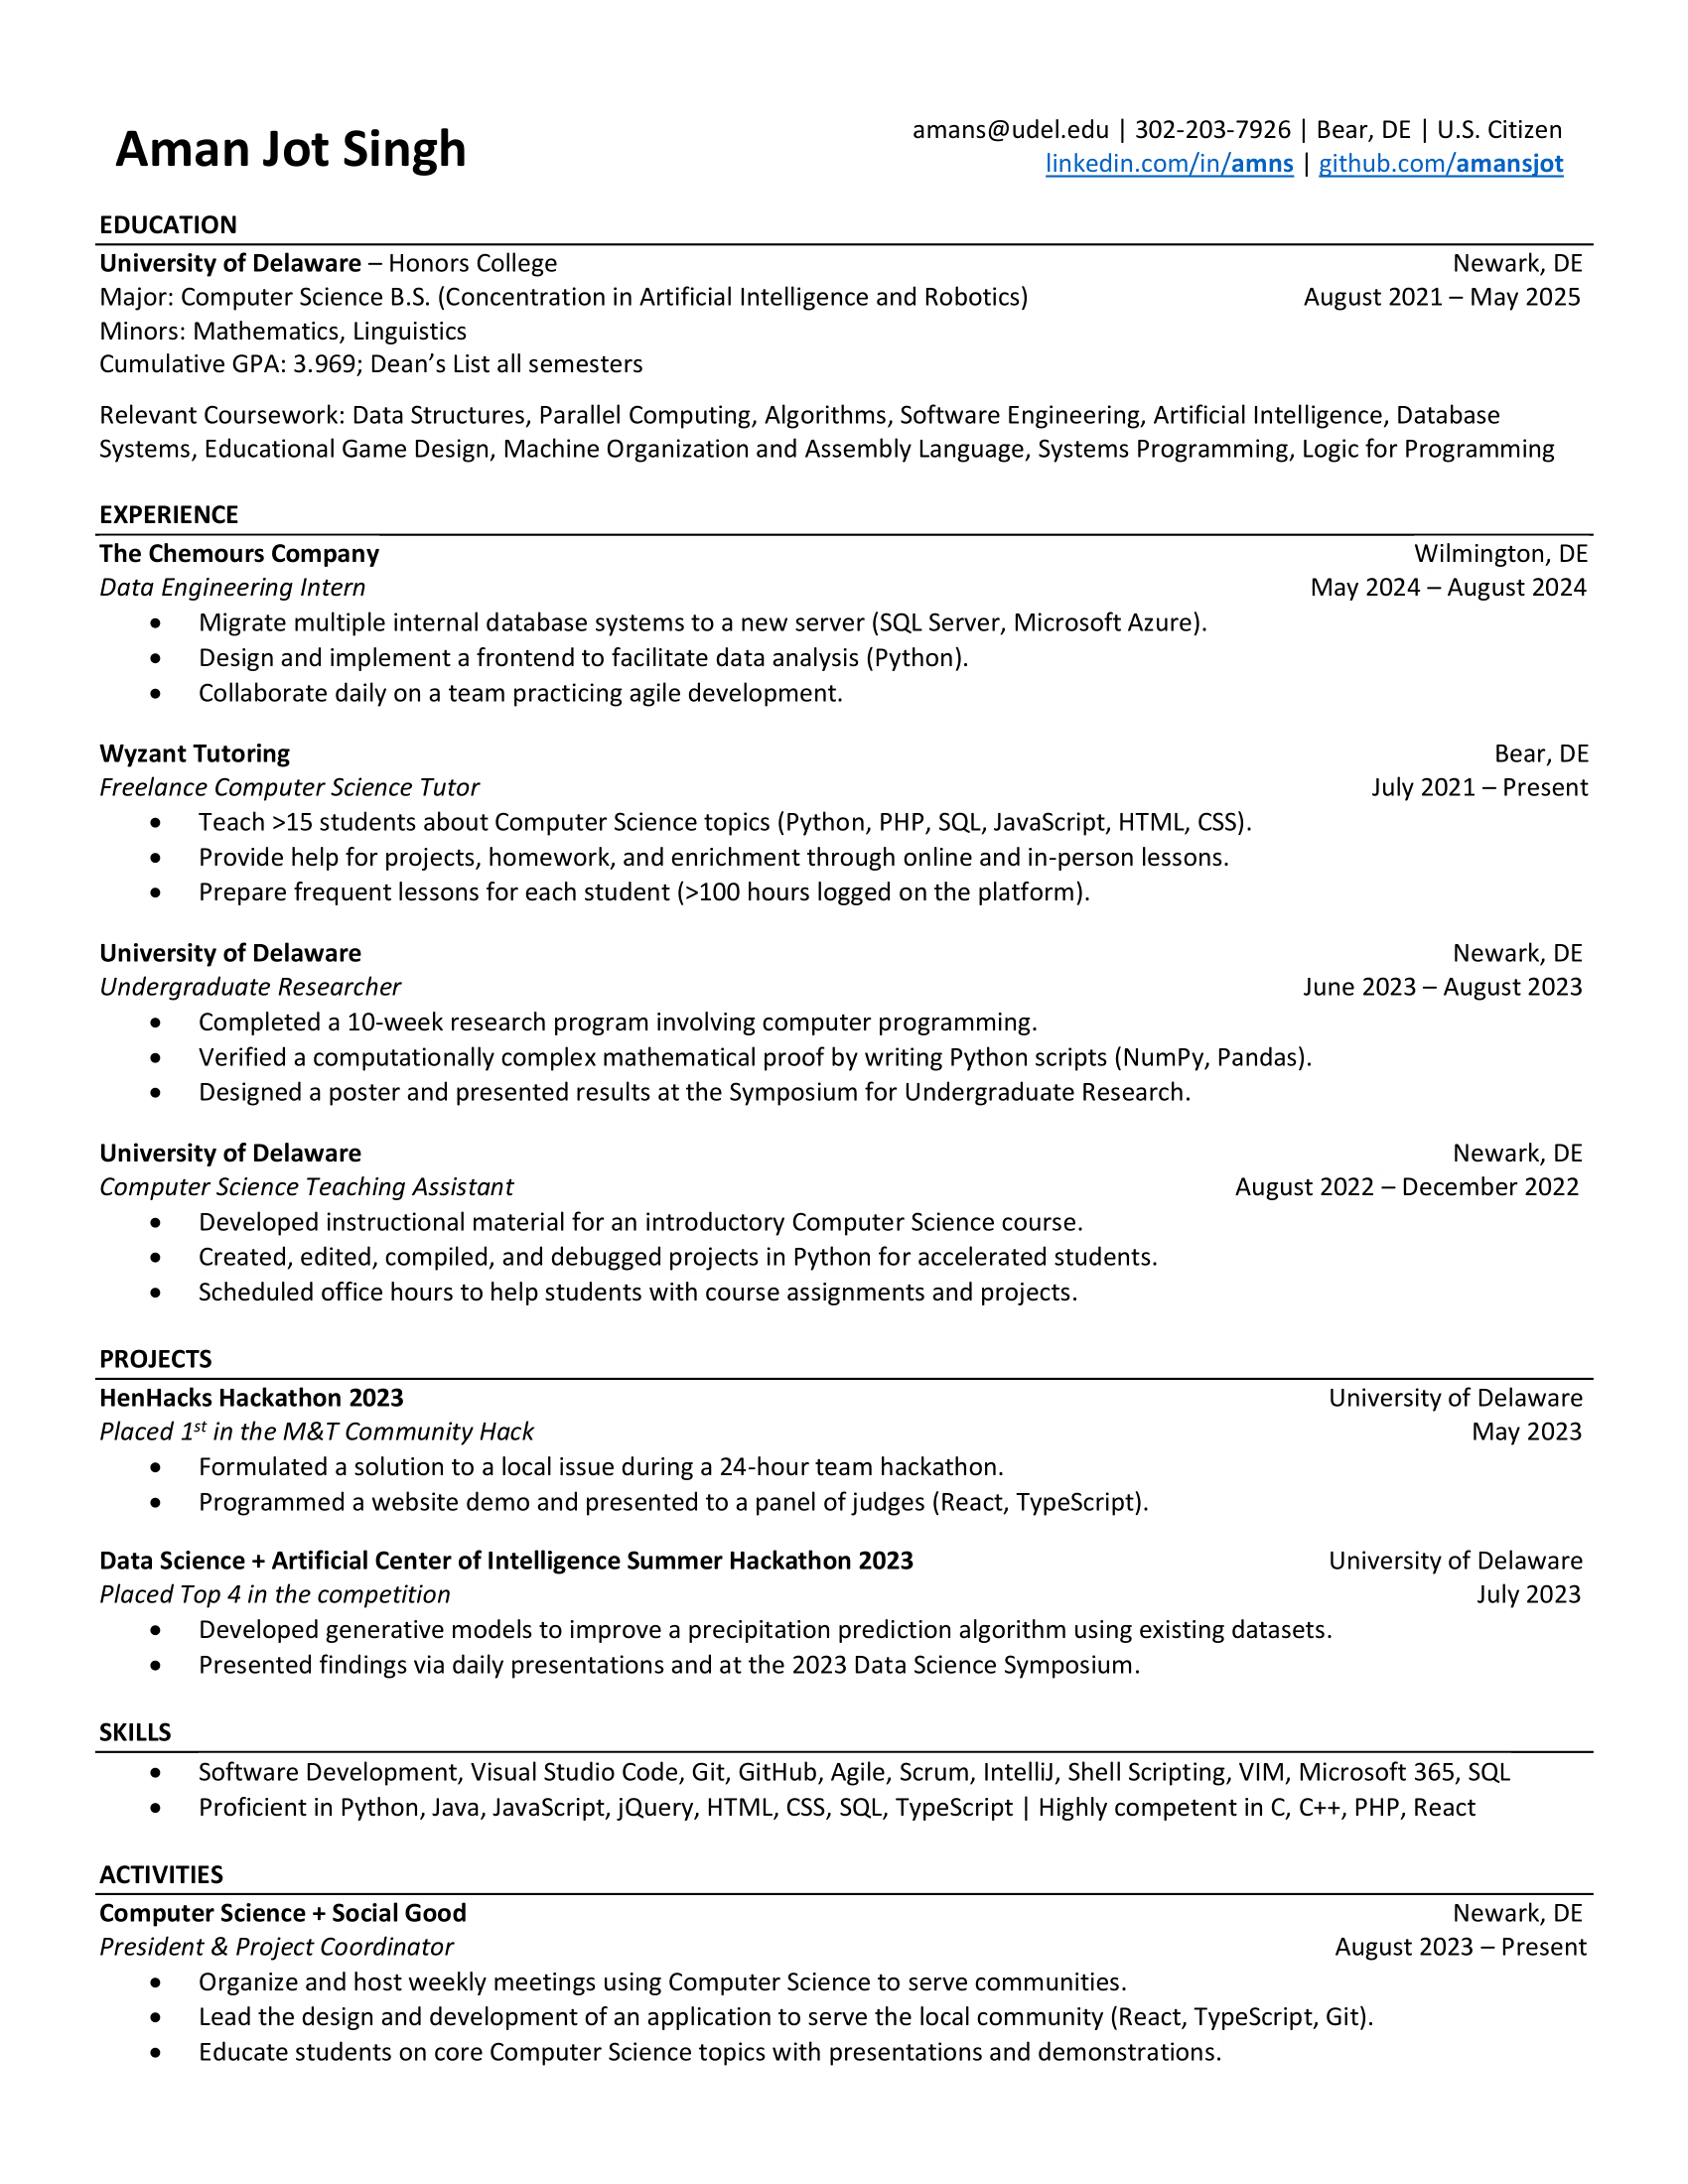 Aman Jot Singh
amans@udel.edu | 302-203-7926 | Bear, DE | U.S. Citizen
linkedin.com/in/amns | github.com/amansjot
EDUCATION
University of Delaware – Honors College Newark, DE
Major: Computer Science B.S. (Concentration in Artificial Intelligence and Robotics) August 2021 – May 2025
Minors: Mathematics, Linguistics
Cumulative GPA: 3.969; Dean's List all semesters
Relevant Coursework: Data Structures, Parallel Computing, Algorithms, Software Engineering, Artificial Intelligence, Database
Systems, Educational Game Design, Machine Organization and Assembly Language, Systems Programming, Logic for Programming
EXPERIENCE
The Chemours Company Wilmington, DE
Data Engineering Intern May 2024 – August 2024
• Migrate multiple internal database systems to a new server (SQL Server, Microsoft Azure).
• Design and implement a frontend to facilitate data analysis (Python).
• Collaborate daily on a team practicing agile development.
Wyzant Tutoring Bear, DE
Freelance Computer Science Tutor July 2021 – Present
• Teach >15 students about Computer Science topics (Python, PHP, SQL, JavaScript, HTML, CSS).
• Provide help for projects, homework, and enrichment through online and in-person lessons.
• Prepare frequent lessons for each student (>100 hours logged on the platform).
University of Delaware Newark, DE
Undergraduate Researcher June 2023 – August 2023
• Completed a 10-week research program involving computer programming.
• Verified a computationally complex mathematical proof by writing Python scripts (NumPy, Pandas).
• Designed a poster and presented results at the Symposium for Undergraduate Research.
University of Delaware Newark, DE
Computer Science Teaching Assistant August 2022 – December 2022
• Developed instructional material for an introductory Computer Science course.
• Created, edited, compiled, and debugged projects in Python for accelerated students.
• Scheduled office hours to help students with course assignments and projects.
PROJECTS
HenHacks Hackathon 2023 University of Delaware
Placed 1st in the M&T Community Hack May 2023
• Formulated a solution to a local issue during a 24-hour team hackathon.
• Programmed a website demo and presented to a panel of judges (React, TypeScript).
Data Science + Artificial Center of Intelligence Summer Hackathon 2023 University of Delaware
Placed Top 4 in the competition July 2023
• Developed generative models to improve a precipitation prediction algorithm using existing datasets.
• Presented findings via daily presentations and at the 2023 Data Science Symposium.
SKILLS
• Software Development, Visual Studio Code, Git, GitHub, Agile, Scrum, IntelliJ, Shell Scripting, VIM, Microsoft 365, SQL
• Proficient in Python, Java, JavaScript, jQuery, HTML, CSS, SQL, TypeScript | Highly competent in C, C++, PHP, React
ACTIVITIES
Computer Science + Social Good Newark, DE
President & Project Coordinator August 2023 – Present
• Organize and host weekly meetings using Computer Science to serve communities.
• Lead the design and development of an application to serve the local community (React, TypeScript, Git).
• Educate students on core Computer Science topics with presentations and demonstrations.